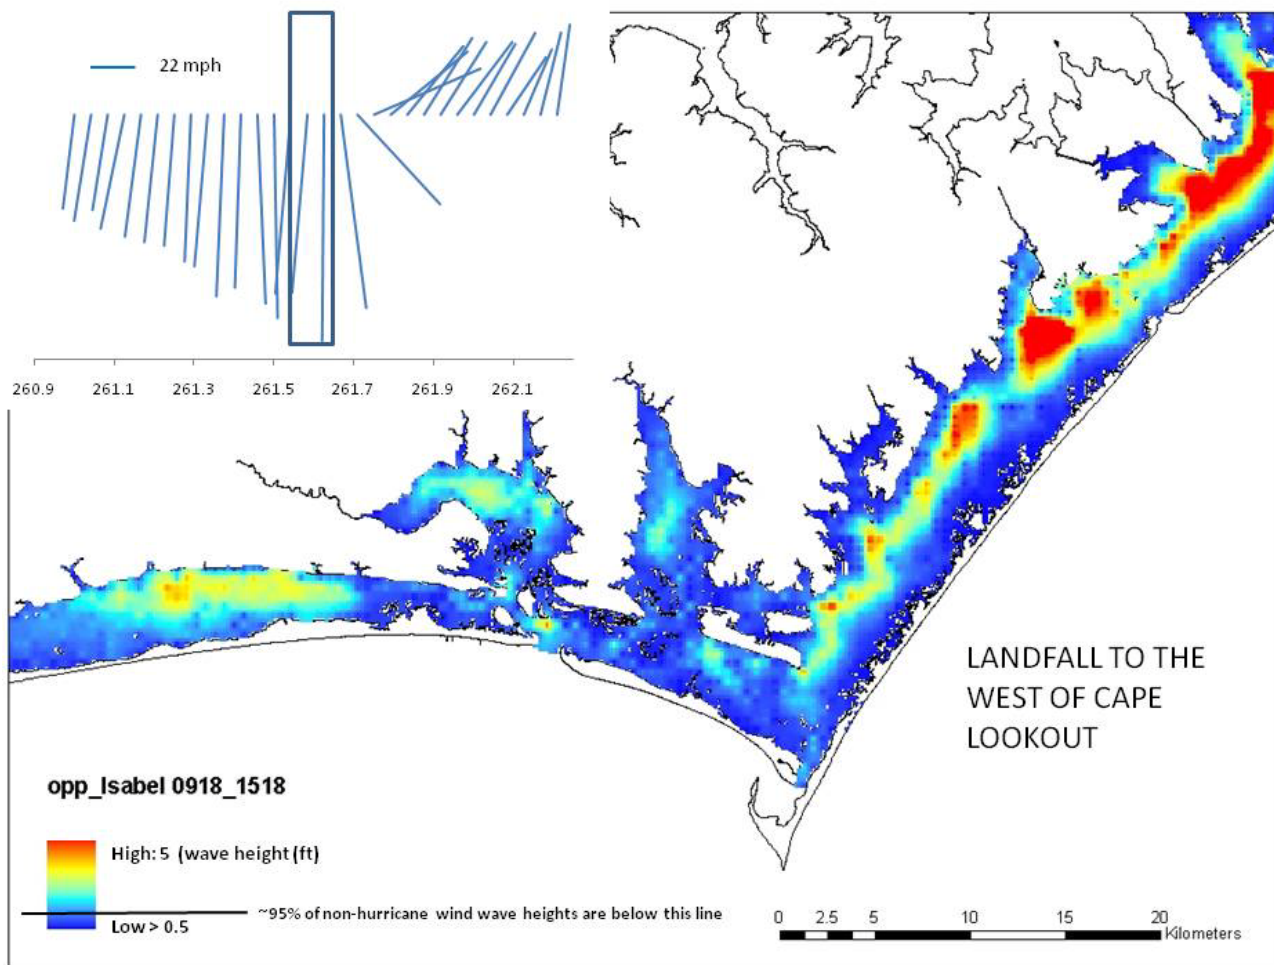 22 mph
260.9 261.1 261.3 261.5 261.7 261.9 262.1
LANDFALL TO THE
WEST OF CAPE
LOOKOUT
opp_Isabel 0918_1518
High: 5 (wave height (ft)
~95% of non-hurricane wind wave heights are below this line
Low > 0.5
0 2.5 5 10 15 20
Kilometers